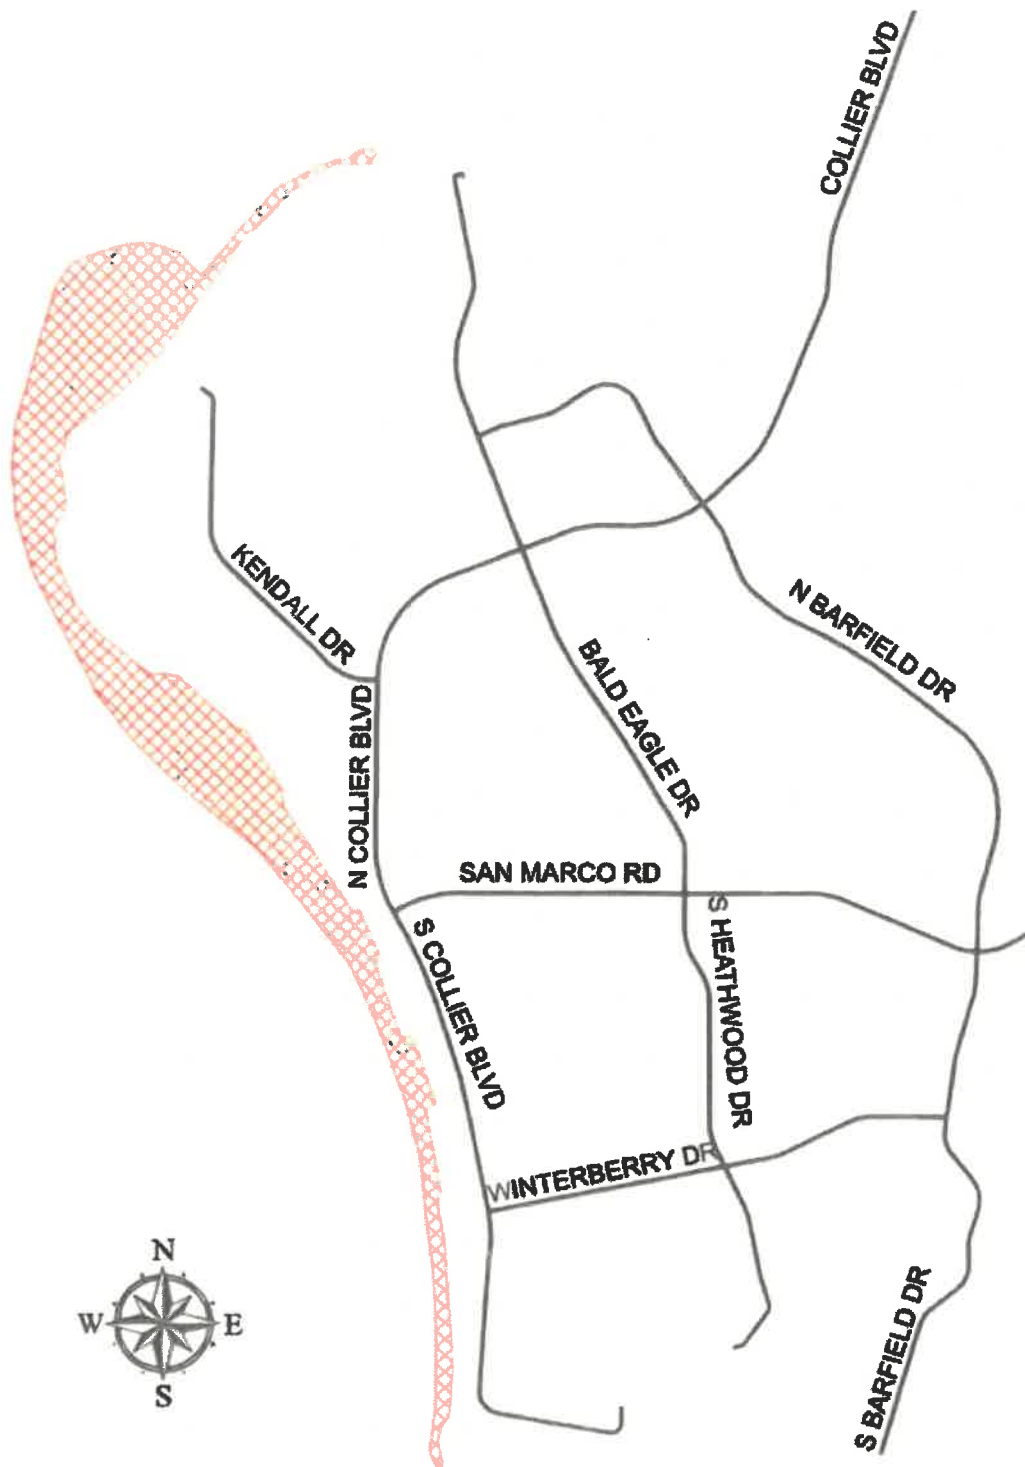 COLLIER BLVD
KENDALL DR
N BARFIELD DR
BALD EAGLE DR
N COLLIER BLVD
SAN MARCO RD
S HEATHWOOD DR
S COLLIER BLVD
WINTERBERRY DR
N
W E
S
S BARFIELD DR